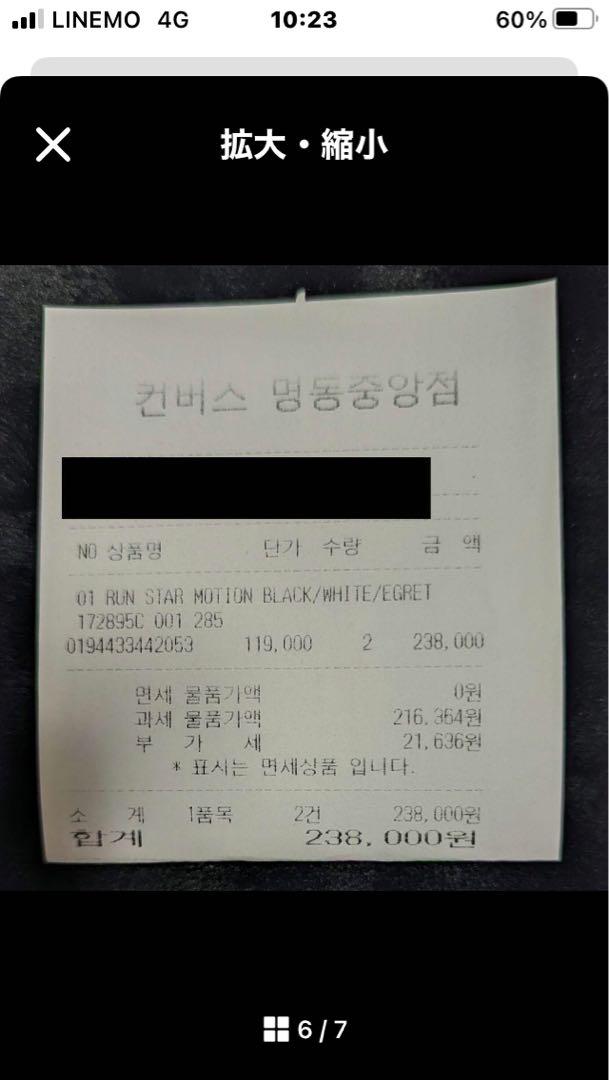 LINEMO 4G 10:23 60%
拡大・縮小
컨버스 명동중앙점
NO 상품명 단가 수량 금 액
01 RUN STAR MOTION BLACK/WHITE/EGRET
172895C 001 285
0194433442053 119,000 2 238,000
면세 물품가액 0원
과세 물품가액 216,364원
부 가 세 21,636원
* 표시는 면세상품 입니다.
소 계 1품목 2건 238,000원
합계 238,000원
6 / 7